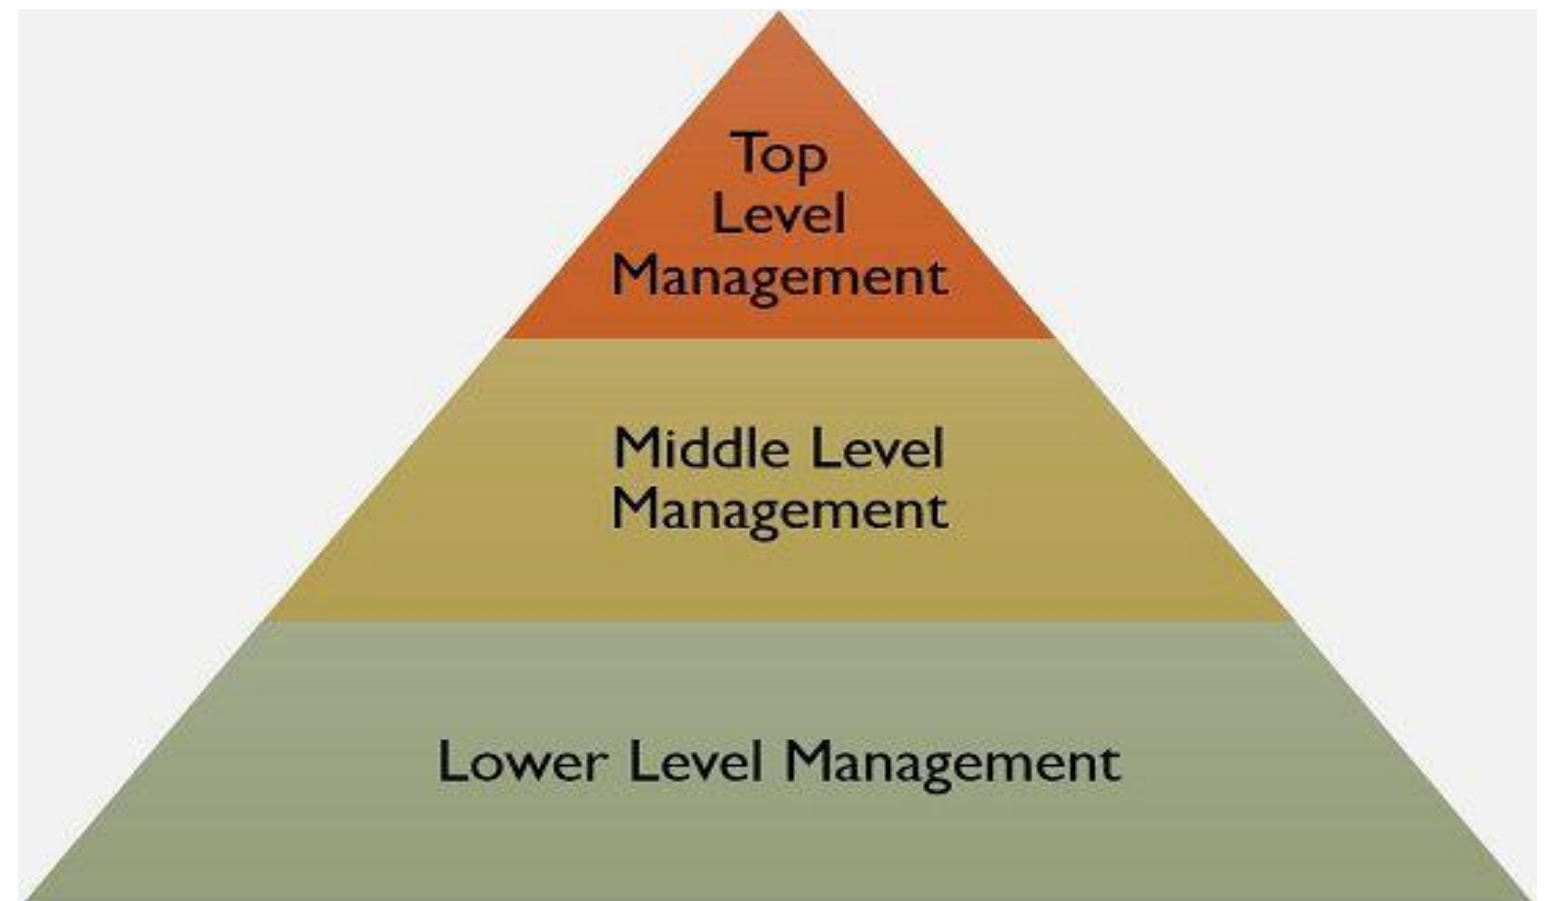 Top
Level
Management
Middle Level
Management
Lower Level Management